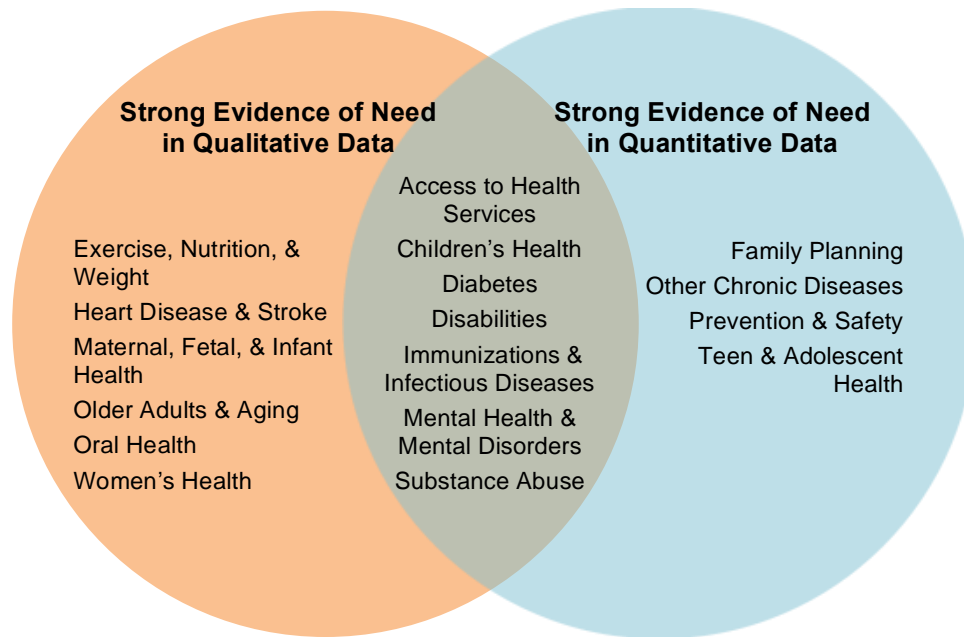 Strong Evidence of Need
in Qualitative Data
Exercise, Nutrition, &
Weight
Heart Disease & Stroke
Maternal, Fetal, & Infant
Health
Older Adults & Aging
Oral Health
Women’s Health
Access to Health
Services
Children’s Health
Diabetes
Disabilities
Immunizations &
Infectious Diseases
Mental Health &
Mental Disorders
Substance Abuse
Strong Evidence of Need
in Quantitative Data
Family Planning
Other Chronic Diseases
Prevention & Safety
Teen & Adolescent
Health